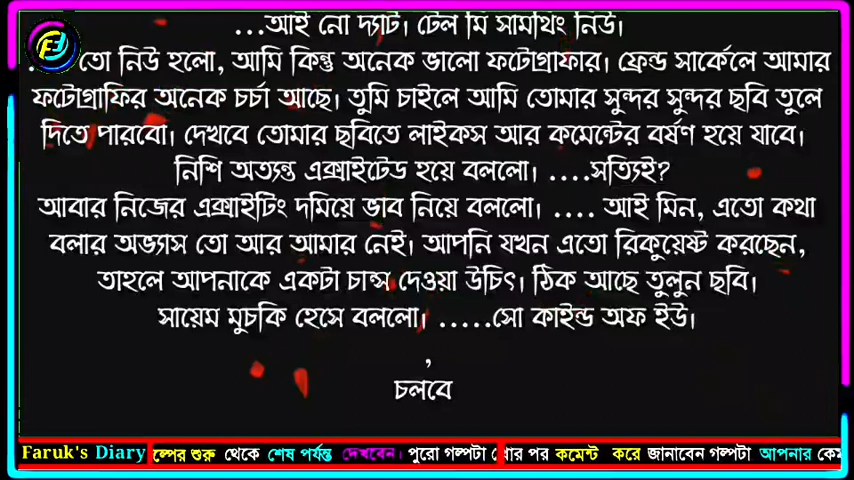 ...আই নো দ্যাট। টেল মি সামথিং নিউ।
তো নিউ হলো, আমি কিন্তু অনেক ভালো ফটোগ্রাফার। ফ্রেন্ড সার্কেলে আমার
ফটোগ্রাফির অনেক চর্চা আছে। তুমি চাইলে আমি তোমার সুন্দর সুন্দর ছবি তুলে
দিতে পারবো। দেখবে তোমার ছবিতে লাইকস আর কমেন্টের বর্ষণ হয়ে যাবে।
নিশি অত্যন্ত এক্সাইটেড হয়ে বললো। ....সত্যিই?
আবার নিজের এক্সাইটিং দমিয়ে ভাব নিয়ে বললো। .... আই মিন, এতো কথা
বলার অভ্যাস তো আর আমার নেই। আপনি যখন এতো রিকুয়েষ্ট করছেন,
তাহলে আপনাকে একটা চান্স দেওয়া উচিৎ। ঠিক আছে তুলুন ছবি।
সায়েম মুচকি হেসে বললো। .....সো কাইন্ড অফ ইউ।
,
চলবে
Faruk's Diary ল্পের শুরু থেকে শেষ পর্যন্ত দেখবেন। পুরো গল্পটা পর কমেন্ট করে জানাবেন গল্পটা আপনার